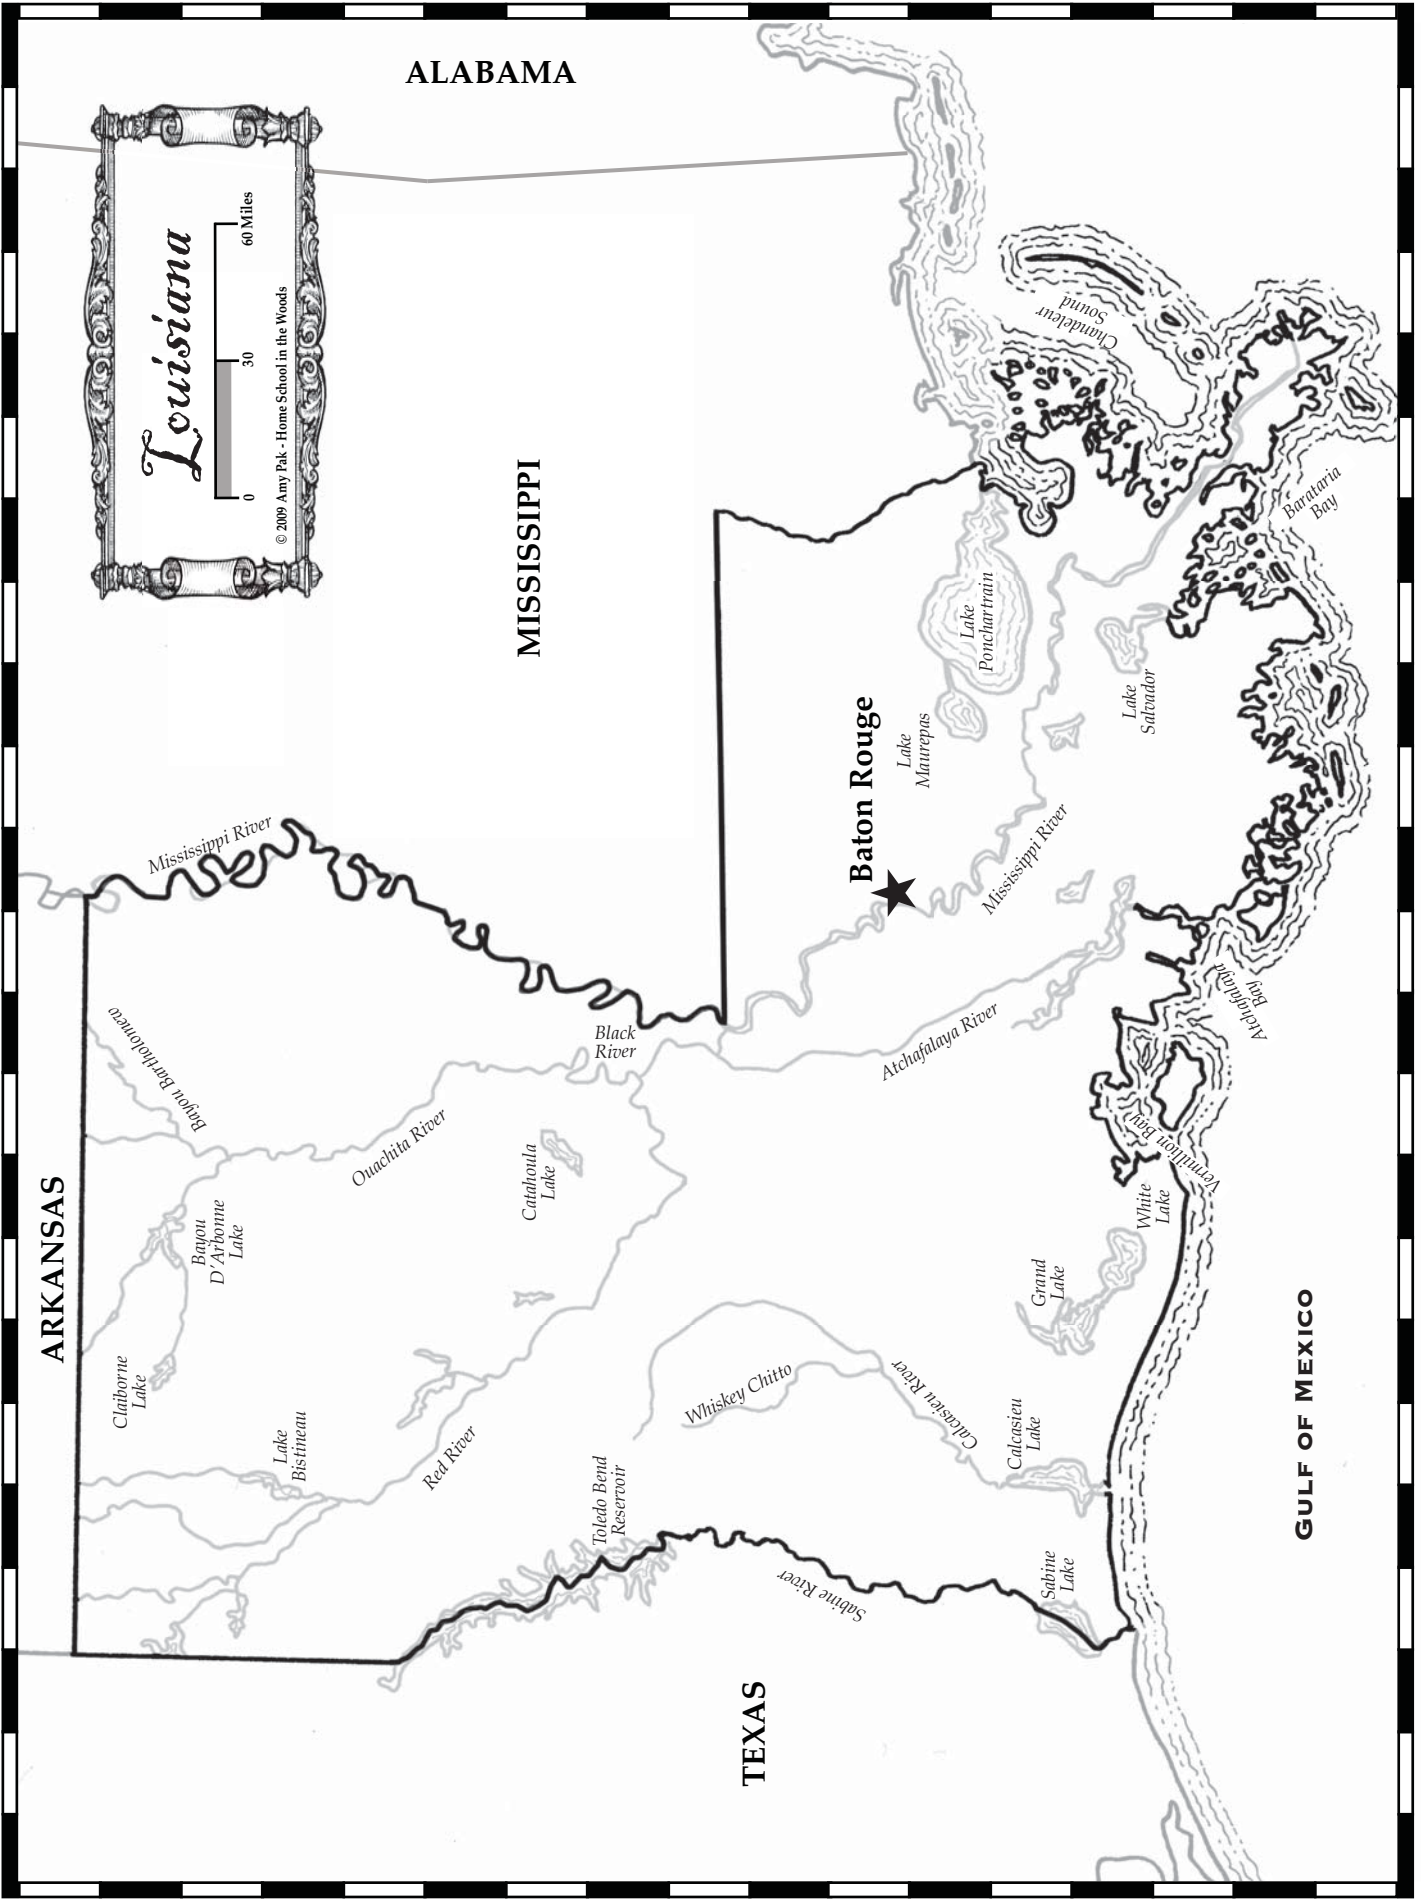 ARKANSAS
ALABAMA
MISSISSIPPI
TEXAS
GULF OF MEXICO
Louisiana
0 30 60 Miles
© 2009 Amy Pak - Home School in the Woods
Mississippi River
Bayou Bartholomew
Bayou
D'Arbonne
Lake
Claiborne
Lake
Lake
Bistineau
Ouachita River
Red River
Black
River
Catahoula
Lake
Toledo Bend
Reservoir
Sabine River
Whiskey Chitto
Calcasieu River
Calcasieu
Lake
Sabine
Lake
Grand
Lake
White
Lake
Vermillion Bay
Atchafalaya River
Atchafalaya
Bay
Baton Rouge
Mississippi River
Lake
Maurepas
Lake
Ponchartrain
Lake
Salvador
Barataria
Bay
Chandeleur
Sound